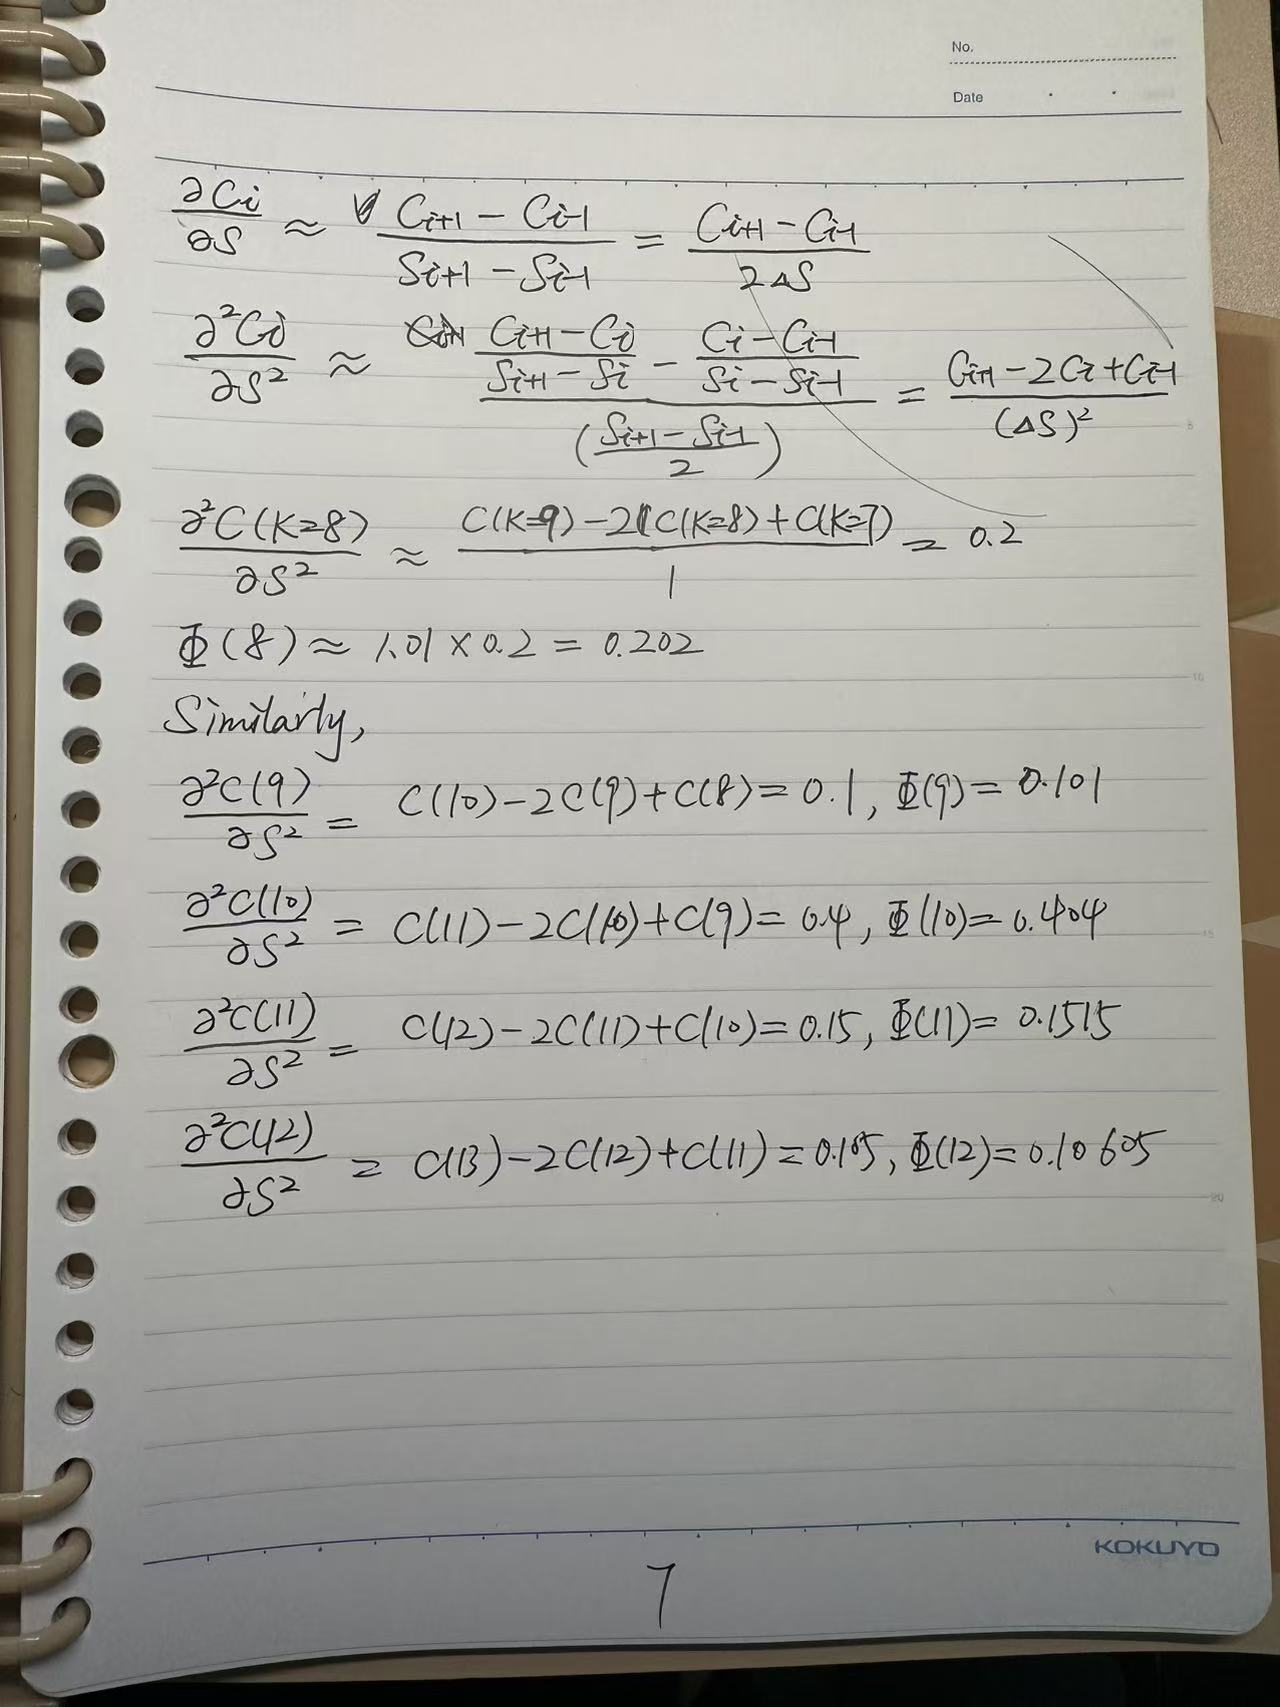 No.
Date
∂Ci/∂S ≈ (Ci+1 − Ci-1)/(Si+1 − Si-1) = (Ci+1 − Ci-1)/(2ΔS)
∂²Ci/∂S² ≈ ((Ci+1 − Ci)/(Si+1 − Si) − (Ci − Ci-1)/(Si − Si-1))/((Si+1 − Si-1)/2) = (Ci+1 − 2Ci + Ci-1)/(ΔS)²
∂²C(K=8)/∂S² ≈ (C(K=9) − 2C(K=8) + C(K=7))/1 = 0.2
Φ(8) ≈ 1.01 × 0.2 = 0.202
Similarly,
∂²C(9)/∂S² = C(10) − 2C(9) + C(8) = 0.1, Φ(9) = 0.101
∂²C(10)/∂S² = C(11) − 2C(10) + C(9) = 0.4, Φ(10) = 0.404
∂²C(11)/∂S² = C(12) − 2C(11) + C(10) = 0.15, Φ(11) = 0.1515
∂²C(12)/∂S² = C(13) − 2C(12) + C(11) = 0.105, Φ(12) = 0.10605
KOKUYO
7